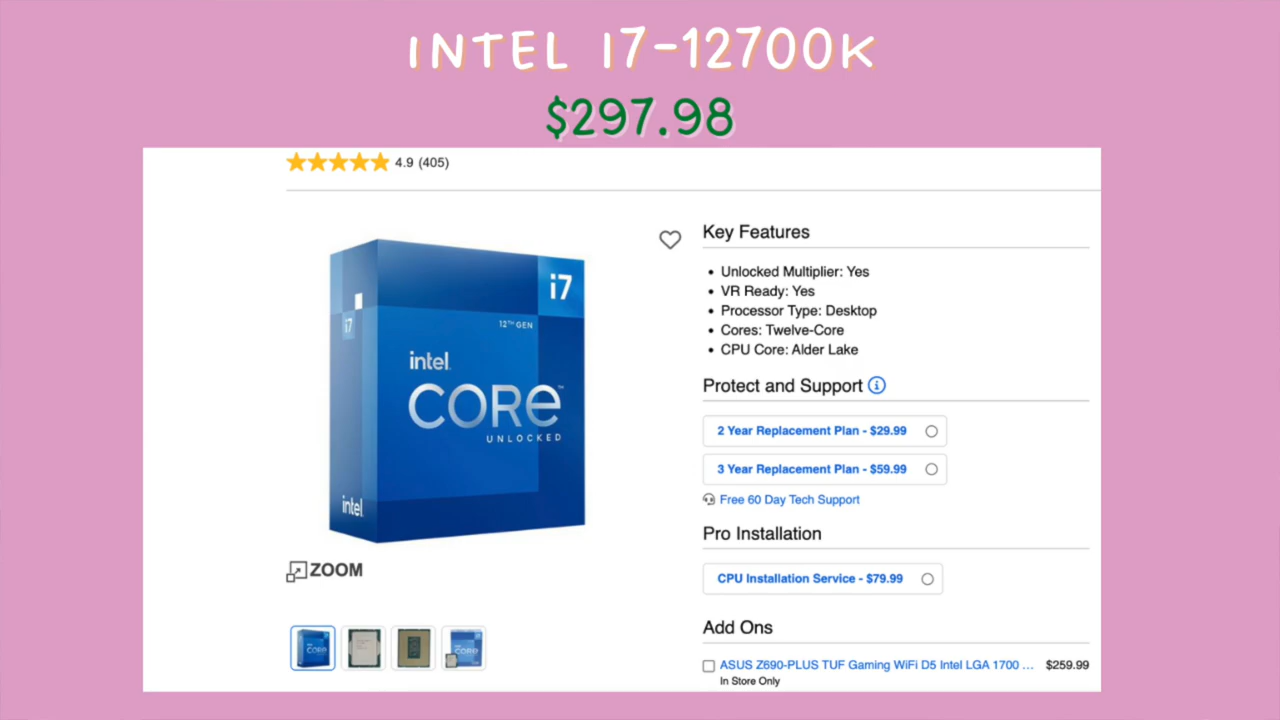 INTEL I7-12700K
$297.98
4.9 (405)
i7
i7
12TH GEN
intel.
CORE™
UNLOCKED
intel.
ZOOM
Key Features
• Unlocked Multiplier: Yes
• VR Ready: Yes
• Processor Type: Desktop
• Cores: Twelve-Core
• CPU Core: Alder Lake
Protect and Support
2 Year Replacement Plan - $29.99
3 Year Replacement Plan - $59.99
Free 60 Day Tech Support
Pro Installation
CPU Installation Service - $79.99
Add Ons
ASUS Z690-PLUS TUF Gaming WiFi D5 Intel LGA 1700 ... $259.99
In Store Only